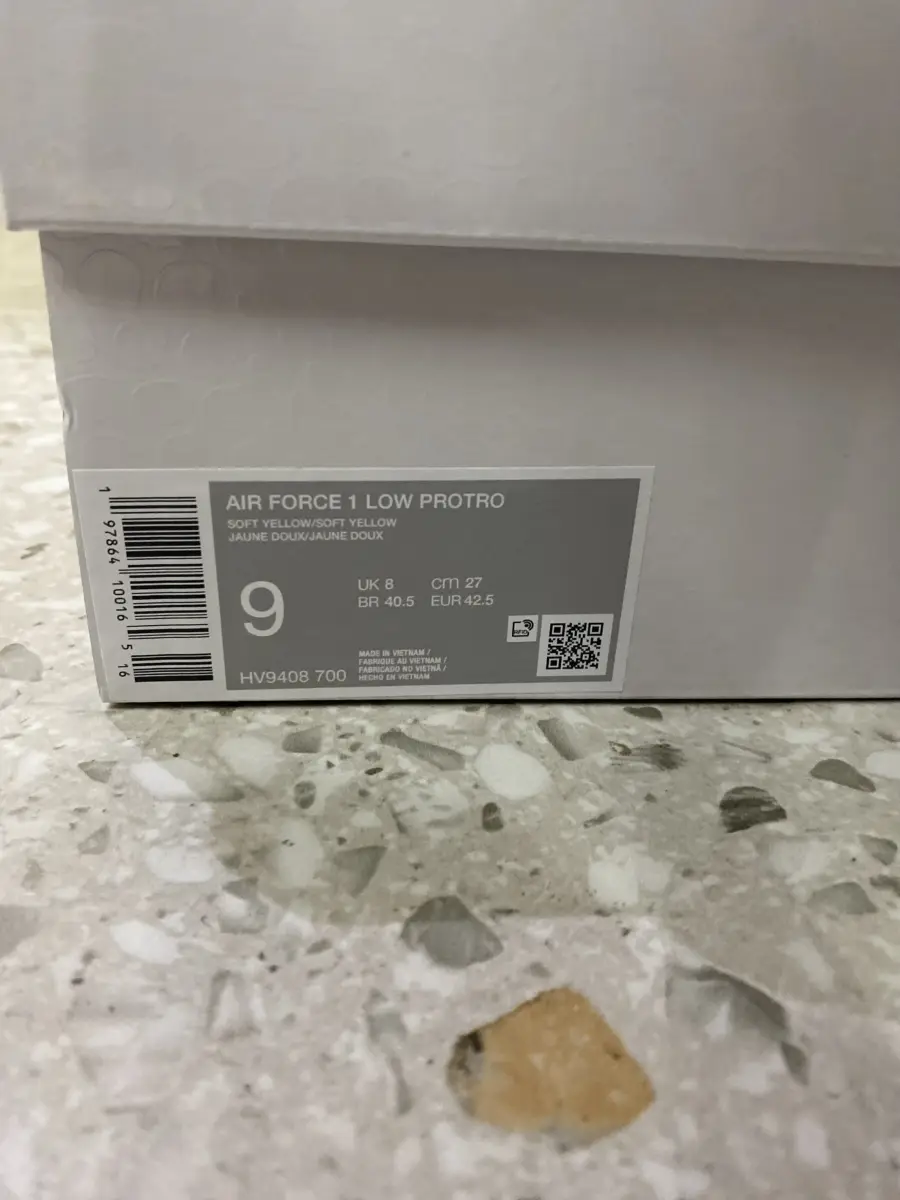 1 97864 10016 5 16
AIR FORCE 1 LOW PROTRO
SOFT YELLOW/SOFT YELLOW
JAUNE DOUX/JAUNE DOUX
9
UK 8 cm 27
BR 40.5 EUR 42.5
HV9408 700
MADE IN VIETNAM /
FABRIQUE AU VIETNAM /
FABRICADO NO VIETNÃ /
HECHO EN VIETNAM
RFID